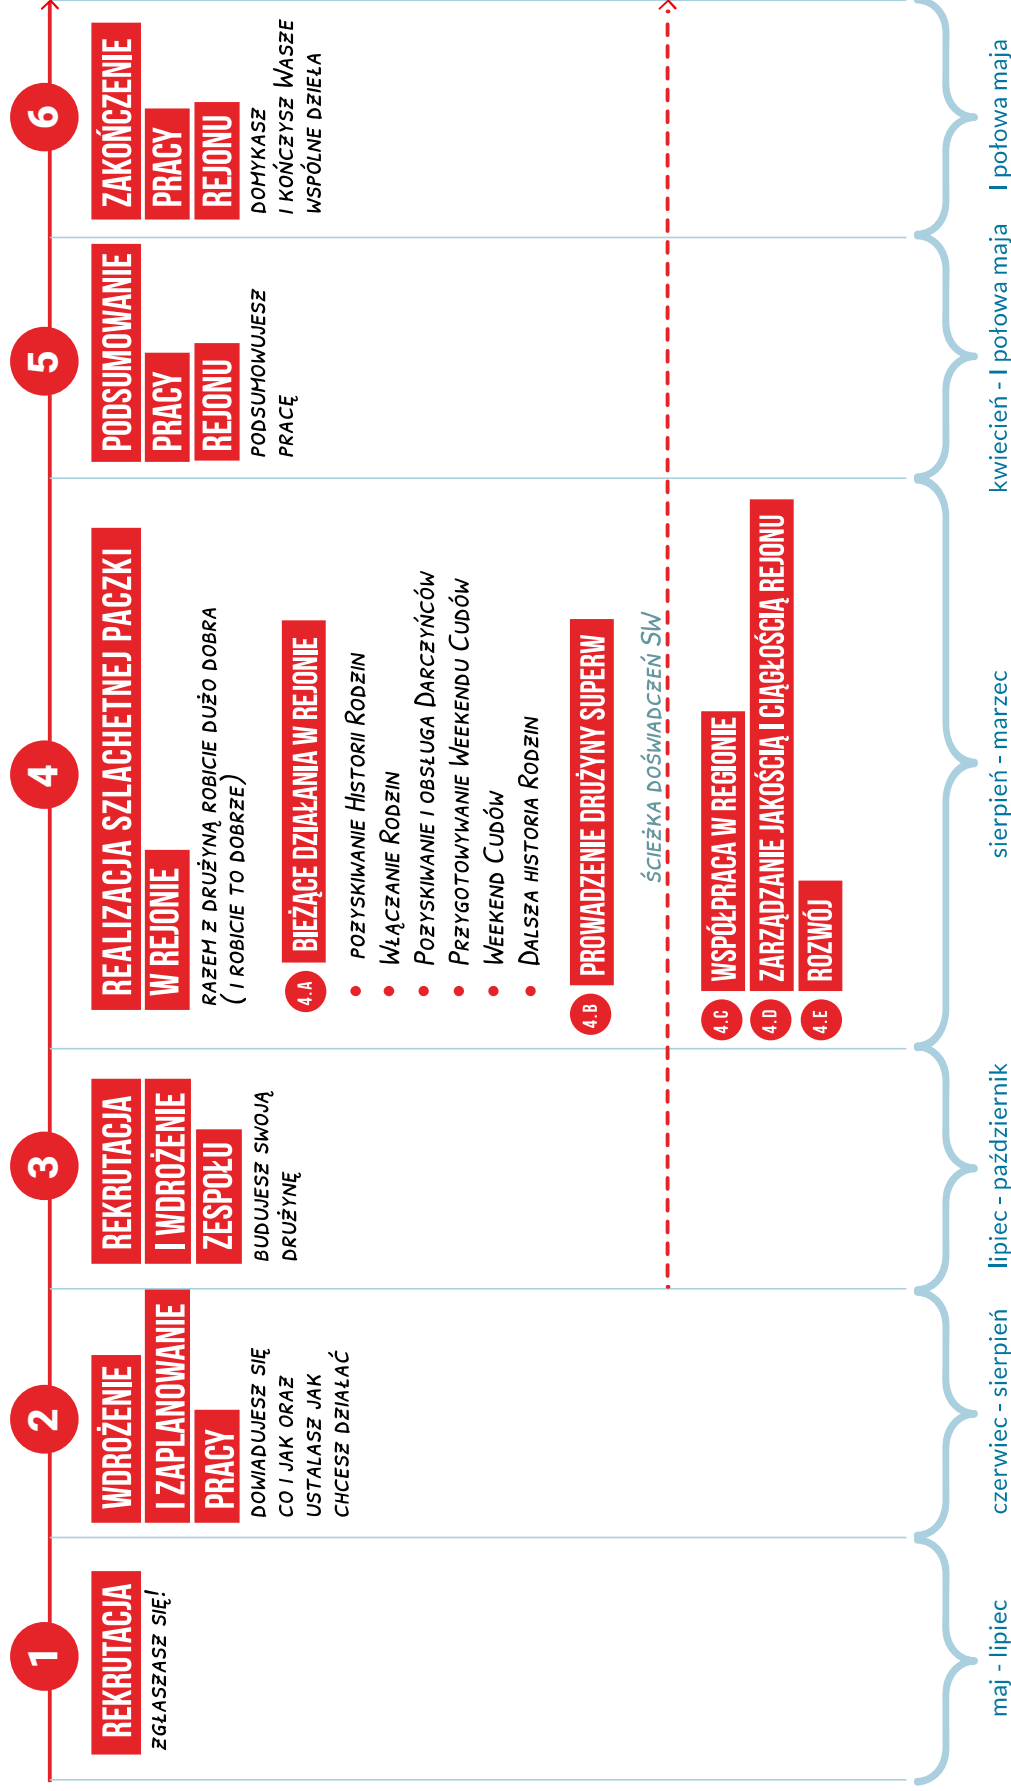 1
REKRUTACJA
ZGŁASZASZ SIĘ!
maj - lipiec
2
WDROŻENIE
I ZAPLANOWANIE
PRACY
DOWIADUJESZ SIĘ
CO I JAK ORAZ
USTALASZ JAK
CHCESZ DZIAŁAĆ
czerwiec - sierpień
3
REKRUTACJA
I WDROŻENIE
ZESPOŁU
BUDUJESZ SWOJĄ
DRUŻYNĘ
lipiec - październik
4
REALIZACJA SZLACHETNEJ PACZKI
W REJONIE
RAZEM Z DRUŻYNĄ ROBICIE DUŻO DOBRA
( I ROBICIE TO DOBRZE)
4.A BIEŻĄCE DZIAŁANIA W REJONIE
• POZYSKIWANIE HISTORII RODZIN
• WŁĄCZANIE RODZIN
• POZYSKIWANIE I OBSŁUGA DARCZYŃCÓW
• PRZYGOTOWYWANIE WEEKENDU CUDÓW
• WEEKEND CUDÓW
• DALSZA HISTORIA RODZIN
4.B PROWADZENIE DRUŻYNY SUPERW
ŚCIEŻKA DOŚWIADCZEŃ SW
4.C WSPÓŁPRACA W REGIONIE
4.D ZARZĄDZANIE JAKOŚCIĄ I CIĄGŁOŚCIĄ REJONU
4.E ROZWÓJ
sierpień - marzec
5
PODSUMOWANIE
PRACY
REJONU
PODSUMOWUJESZ
PRACĘ
kwiecień - I połowa maja
6
ZAKOŃCZENIE
PRACY
REJONU
DOMYKASZ
I KOŃCZYSZ WASZE
WSPÓLNE DZIEŁA
I połowa maja